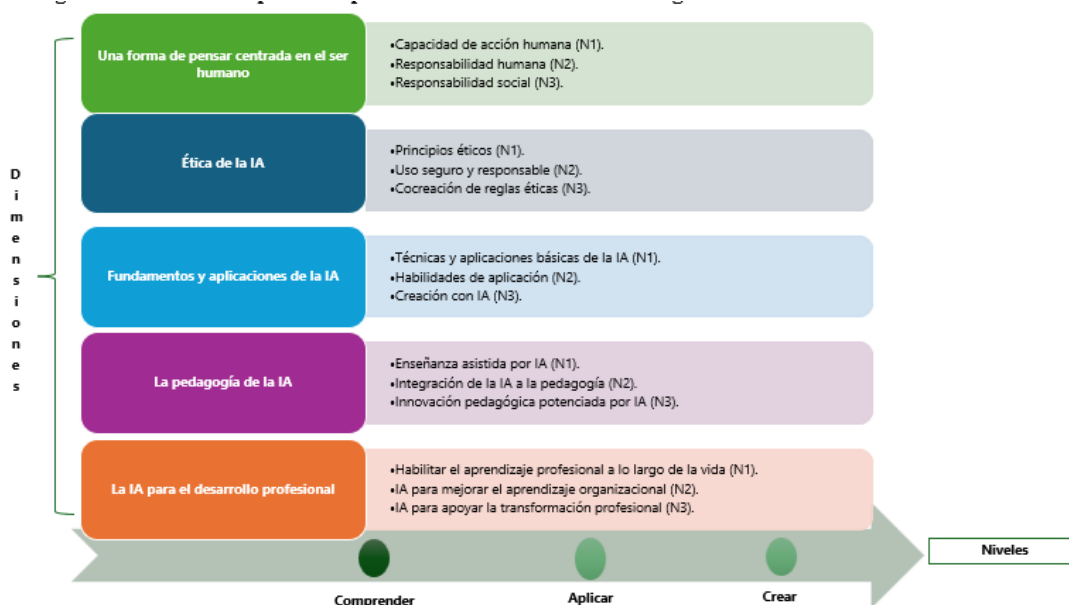 Una forma de pensar centrada en el ser
humano
•Capacidad de acción humana (N1).
•Responsabilidad humana (N2).
•Responsabilidad social (N3).
Dimensiones
Ética de la IA
•Principios éticos (N1).
•Uso seguro y responsable (N2).
•Cocreación de reglas éticas (N3).
Fundamentos y aplicaciones de la IA
•Técnicas y aplicaciones básicas de la IA (N1).
•Habilidades de aplicación (N2).
•Creación con IA (N3).
La pedagogía de la IA
•Enseñanza asistida por IA (N1).
•Integración de la IA a la pedagogía (N2).
•Innovación pedagógica potenciada por IA (N3).
La IA para el desarrollo profesional
•Habilitar el aprendizaje profesional a lo largo de la vida (N1).
•IA para mejorar el aprendizaje organizacional (N2).
•IA para apoyar la transformación profesional (N3).
Niveles
Comprender
Aplicar
Crear